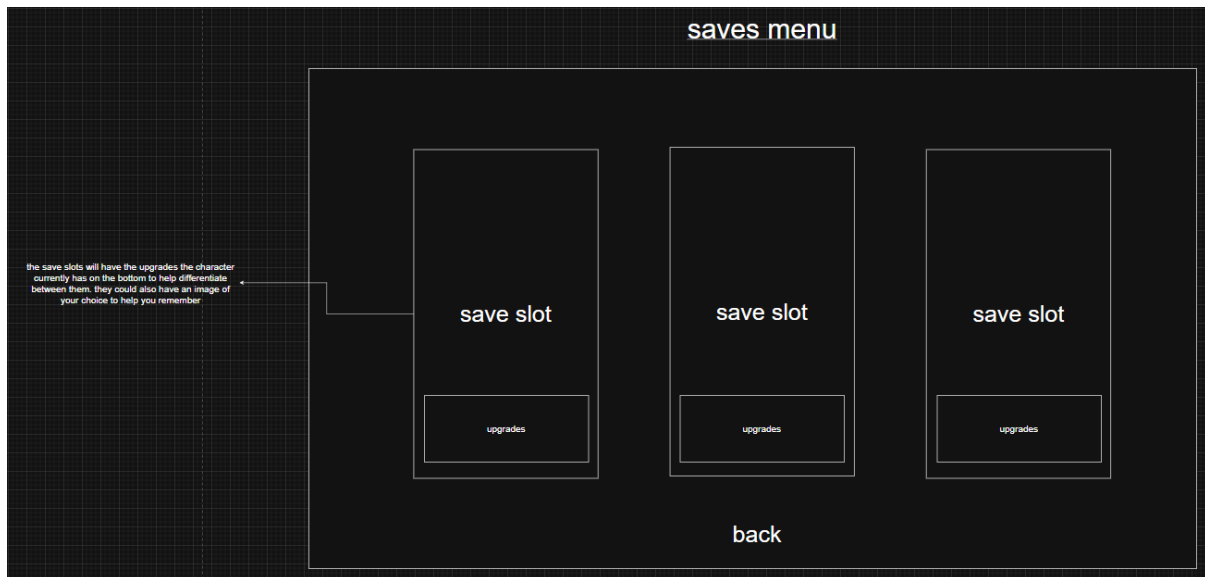 saves menu
the save slots will have the upgrades the character
currently has on the bottom to help differentiate
between them. they could also have an image of
your choice to help you remember
save slot
save slot
save slot
upgrades
upgrades
upgrades
back